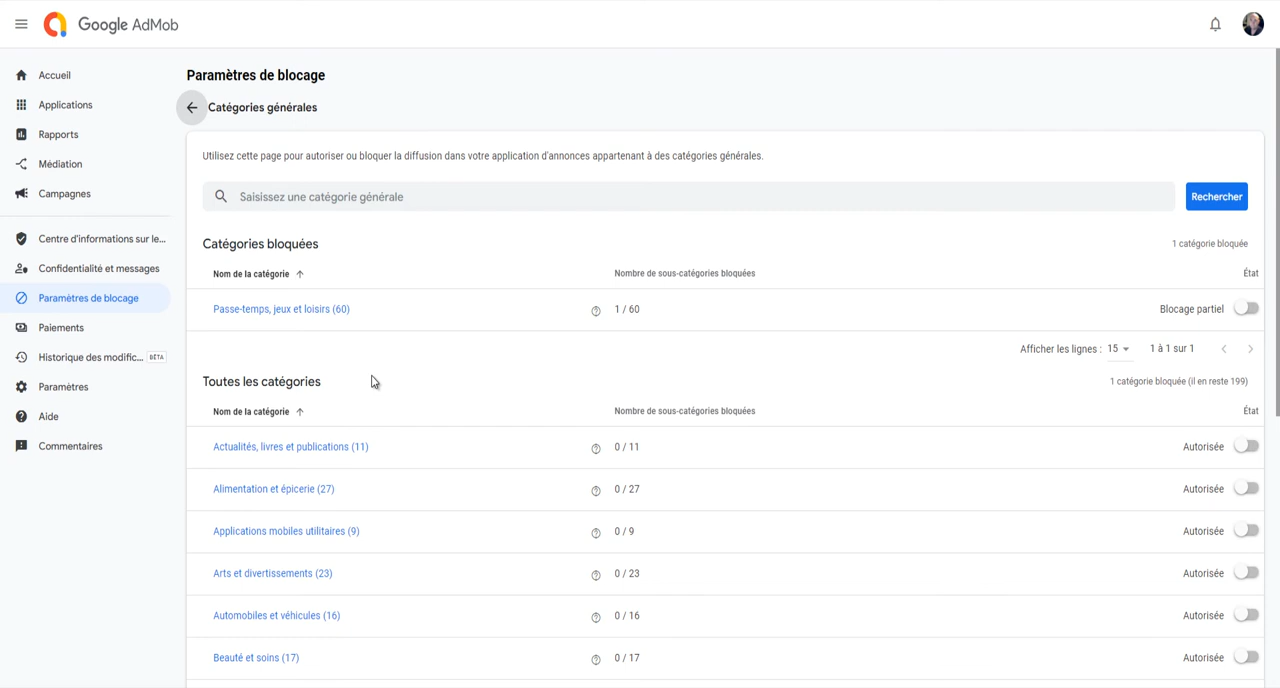 Google AdMob
Accueil
Applications
Rapports
Médiation
Campagnes
Centre d'informations sur le...
Confidentialité et messages
Paramètres de blocage
Paiements
Historique des modific... BÊTA
Paramètres
Aide
Commentaires
Paramètres de blocage
Catégories générales
Utilisez cette page pour autoriser ou bloquer la diffusion dans votre application d'annonces appartenant à des catégories générales.
Saisissez une catégorie générale
Rechercher
Catégories bloquées 1 catégorie bloquée
Nom de la catégorie Nombre de sous-catégories bloquées État
Passe-temps, jeux et loisirs (60) 1 / 60 Blocage partiel
Afficher les lignes : 15 1 à 1 sur 1
Toutes les catégories 1 catégorie bloquée (il en reste 199)
Nom de la catégorie Nombre de sous-catégories bloquées État
Actualités, livres et publications (11) 0 / 11 Autorisée
Alimentation et épicerie (27) 0 / 27 Autorisée
Applications mobiles utilitaires (9) 0 / 9 Autorisée
Arts et divertissements (23) 0 / 23 Autorisée
Automobiles et véhicules (16) 0 / 16 Autorisée
Beauté et soins (17) 0 / 17 Autorisée